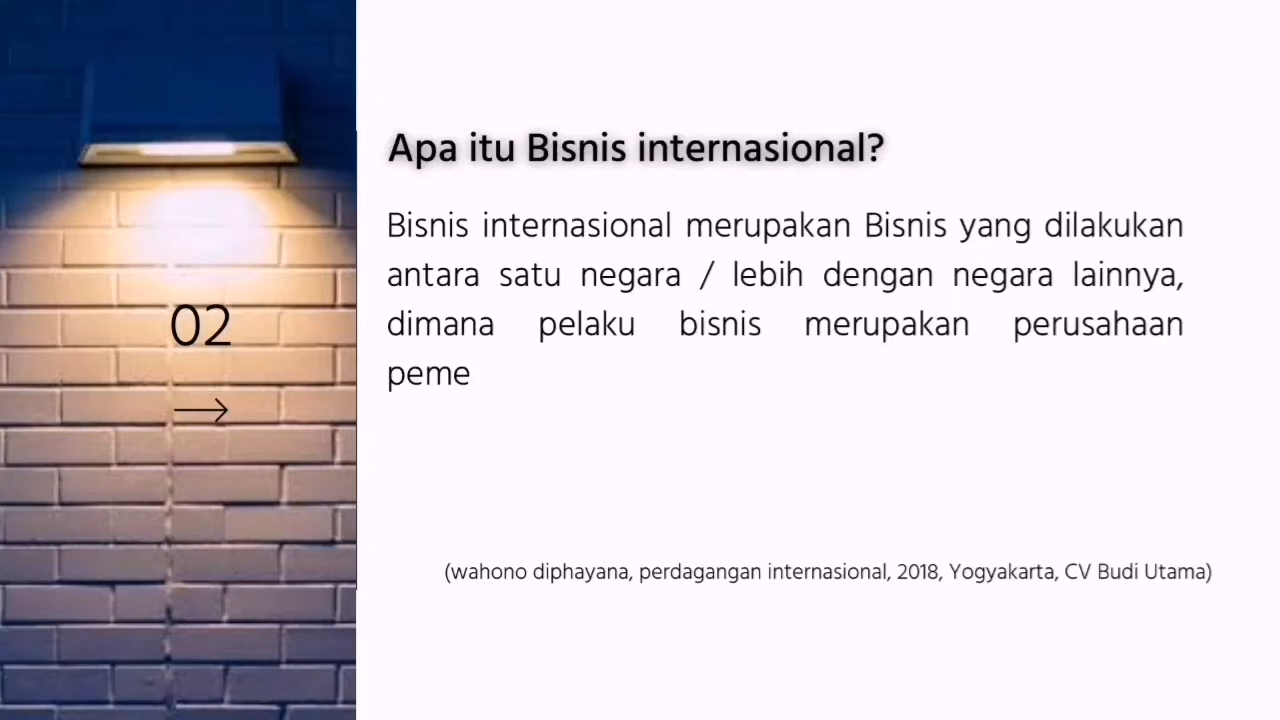 02
→
Apa itu Bisnis internasional?
Bisnis internasional merupakan Bisnis yang dilakukan
antara satu negara / lebih dengan negara lainnya,
dimana pelaku bisnis merupakan perusahaan
peme
(wahono diphayana, perdagangan internasional, 2018, Yogyakarta, CV Budi Utama)